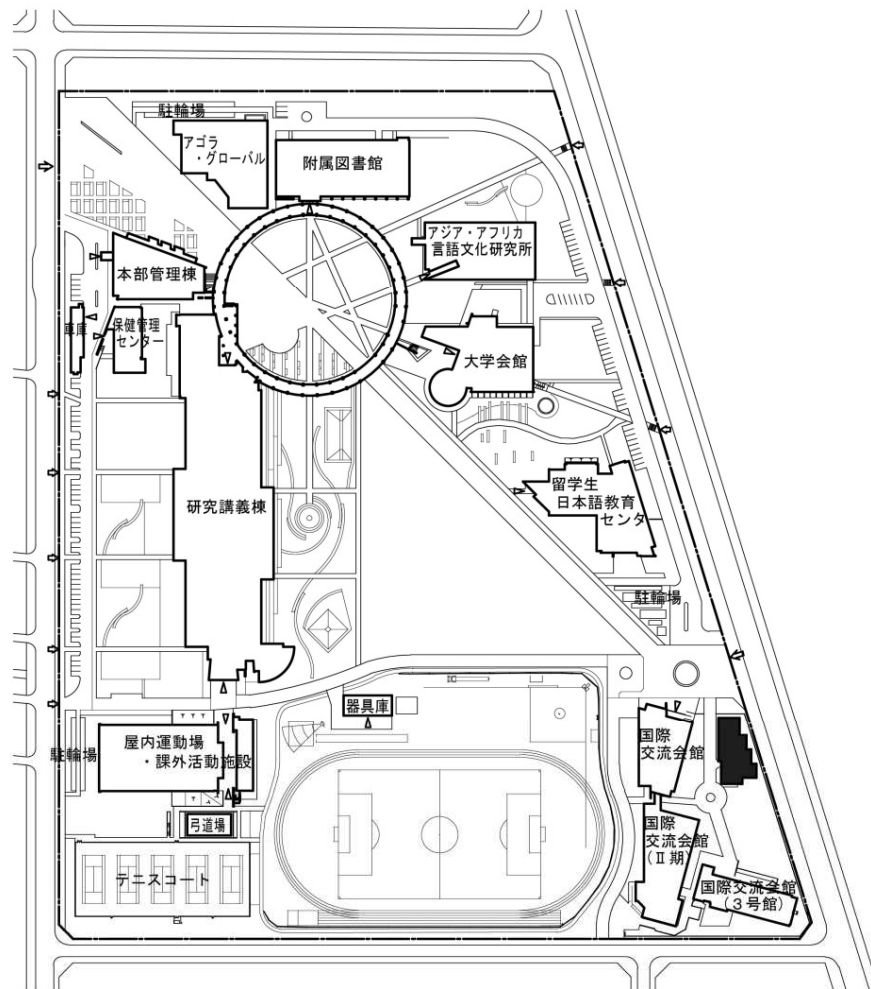 駐輪場
アゴラ
・グローバル
附属図書館
アジア・アフリカ
言語文化研究所
本部管理棟
車庫
保健管理
センター
大学会館
研究講義棟
留学生
日本語教育
センタ
駐輪場
器具庫
国際
交流会館
駐輪場
屋内運動場
・課外活動施設
弓道場
国際
交流会館
(Ⅱ期)
テニスコート
国際交流会館
(3号館)